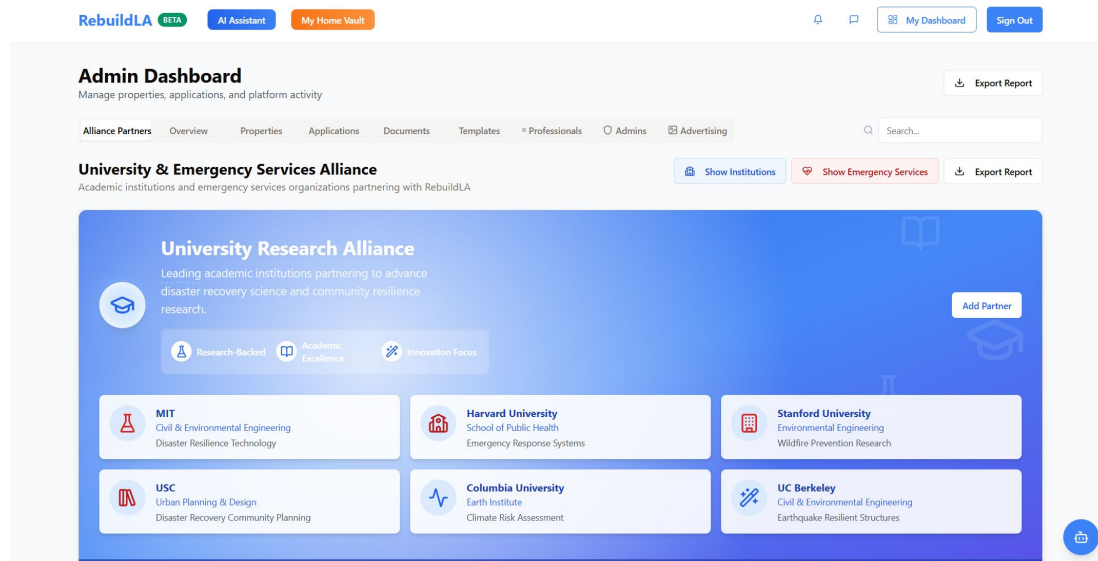 RebuildLA BETA AI Assistant My Home Vault My Dashboard Sign Out
Admin Dashboard
Manage properties, applications, and platform activity
Export Report
Alliance Partners Overview Properties Applications Documents Templates Professionals Admins Advertising Search...
University & Emergency Services Alliance
Academic institutions and emergency services organizations partnering with RebuildLA
Show Institutions Show Emergency Services Export Report
University Research Alliance
Leading academic institutions partnering to advance
disaster recovery science and community resilience
research.
Add Partner
Research-Backed
Academic
Excellence
Innovation Focus
MIT
Civil & Environmental Engineering
Disaster Resilience Technology
Harvard University
School of Public Health
Emergency Response Systems
Stanford University
Environmental Engineering
Wildfire Prevention Research
USC
Urban Planning & Design
Disaster Recovery Community Planning
Columbia University
Earth Institute
Climate Risk Assessment
UC Berkeley
Civil & Environmental Engineering
Earthquake Resilient Structures